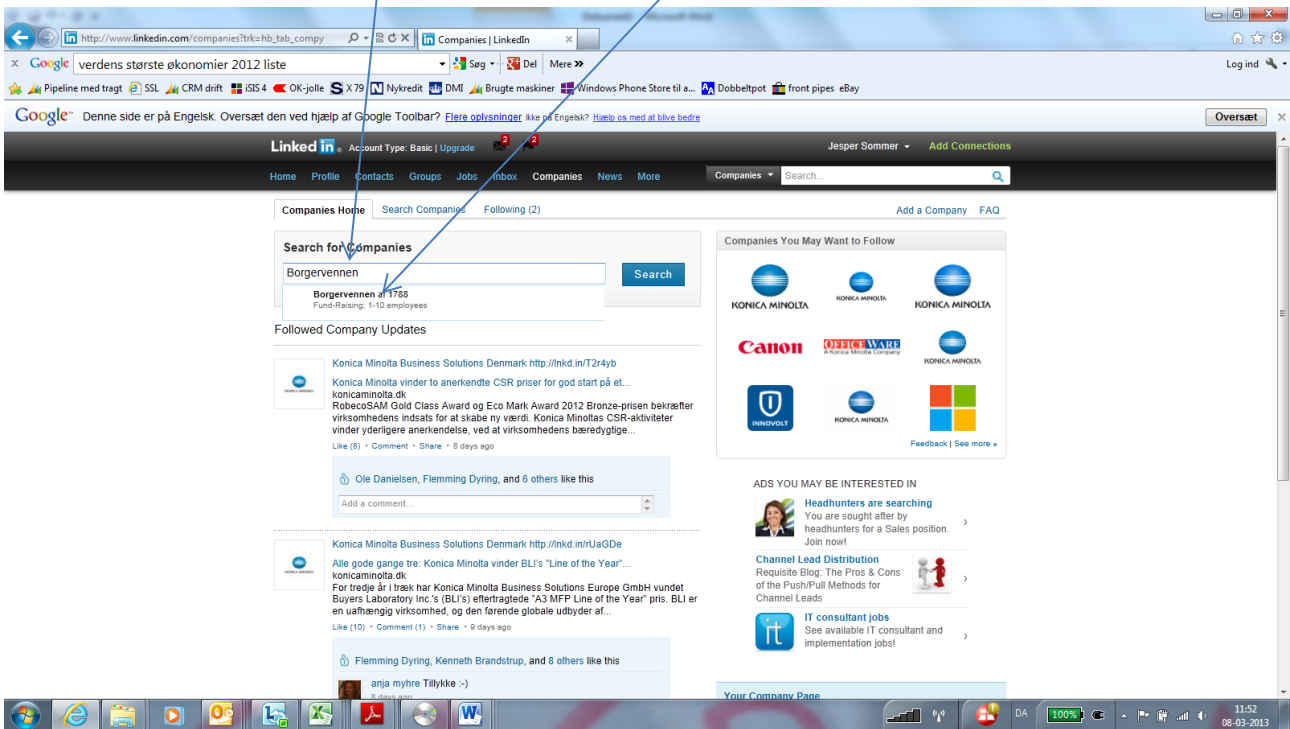 http://www.linkedin.com/companies?trk=hb_tab_compy
Companies | LinkedIn
x Google verdens største økonomier 2012 liste Søg Del Mere »
Log ind
Pipeline med tragt SSL CRM drift iSIS 4 OK-jolle X 79 Nykredit DMI Brugte maskiner Windows Phone Store til a... Dobbeltpot front pipes eBay
Google™ Denne side er på Engelsk. Oversæt den ved hjælp af Google Toolbar? Flere oplysninger Ikke på Engelsk? Hjælp os med at blive bedre
Oversæt
Linked in® Account Type: Basic | Upgrade 2 2
Jesper Sommer Add Connections
Home Profile Contacts Groups Jobs Inbox Companies News More
Companies Search...
Companies Home Search Companies Following (2)
Add a Company FAQ
Search for Companies
Borgervennen
Search
Borgervennen af 1788
Fund-Raising; 1-10 employees
Followed Company Updates
Konica Minolta Business Solutions Denmark http://lnkd.in/T2r4yb
Konica Minolta vinder to anerkendte CSR priser for god start på et...
konicaminolta.dk
RobecoSAM Gold Class Award og Eco Mark Award 2012 Bronze-prisen bekræfter
virksomhedens indsats for at skabe ny værdi. Konica Minoltas CSR-aktiviteter
vinder yderligere anerkendelse, ved at virksomhedens bæredygtige...
Like (8) • Comment • Share • 8 days ago
Ole Danielsen, Flemming Dyring, and 6 others like this
Add a comment...
Konica Minolta Business Solutions Denmark http://lnkd.in/rUaGDe
Alle gode gange tre: Konica Minolta vinder BLI's "Line of the Year"...
konicaminolta.dk
For tredje år i træk har Konica Minolta Business Solutions Europe GmbH vundet
Buyers Laboratory Inc.'s (BLI's) eftertragtede "A3 MFP Line of the Year" pris. BLI er
en uafhængig virksomhed, og den førende globale udbyder af...
Like (10) • Comment (1) • Share • 9 days ago
Flemming Dyring, Kenneth Brandstrup, and 8 others like this
anja myhre Tillykke :-)
8 days ago
Companies You May Want to Follow
KONICA MINOLTA
KONICA MINOLTA
KONICA MINOLTA
Canon
OFFICEWARE
A Konica Minolta Company
KONICA MINOLTA
INNOVOLT
KONICA MINOLTA
Feedback | See more »
ADS YOU MAY BE INTERESTED IN
Headhunters are searching
You are sought after by
headhunters for a Sales position.
Join now!
Channel Lead Distribution
Requisite Blog: The Pros & Cons
of the Push/Pull Methods for
Channel Leads
it
IT consultant jobs
See available IT consultant and
implementation jobs!
Your Company Page
DA 100%
11:52
08-03-2013